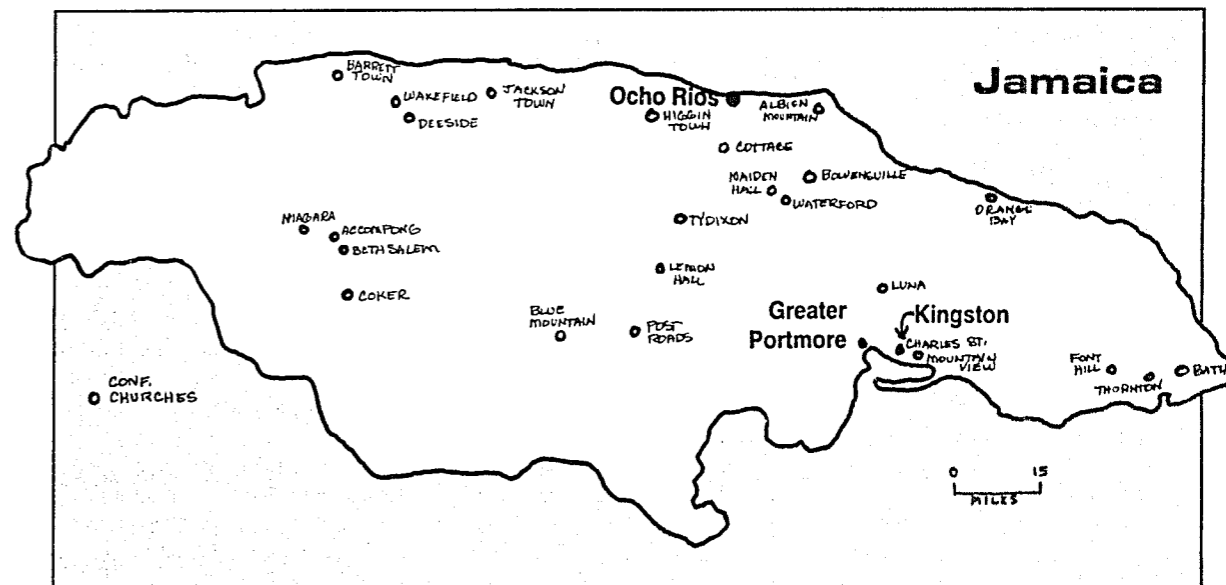 Jamaica
BARRETT
TOWN
WAKEFIELD
DEESIDE
JACKSON
TOWN
Ocho Rios
HIGGIN
TOWN
ALBION
MOUNTAIN
COTTAGE
MAIDEN
HALL
BOWENSVILLE
WATERFORD
ORANGE
BAY
NIAGARA
ACCOMPONG
BETHSALEM
TYDIXON
LEMON
HALL
COKER
LUNA
BLUE
MOUNTAIN
POST
ROADS
Greater
Portmore
Kingston
CHARLES ST.
MOUNTAIN
VIEW
FONT
HILL
THORNTON
BATH
CONF.
CHURCHES
0 15
MILES